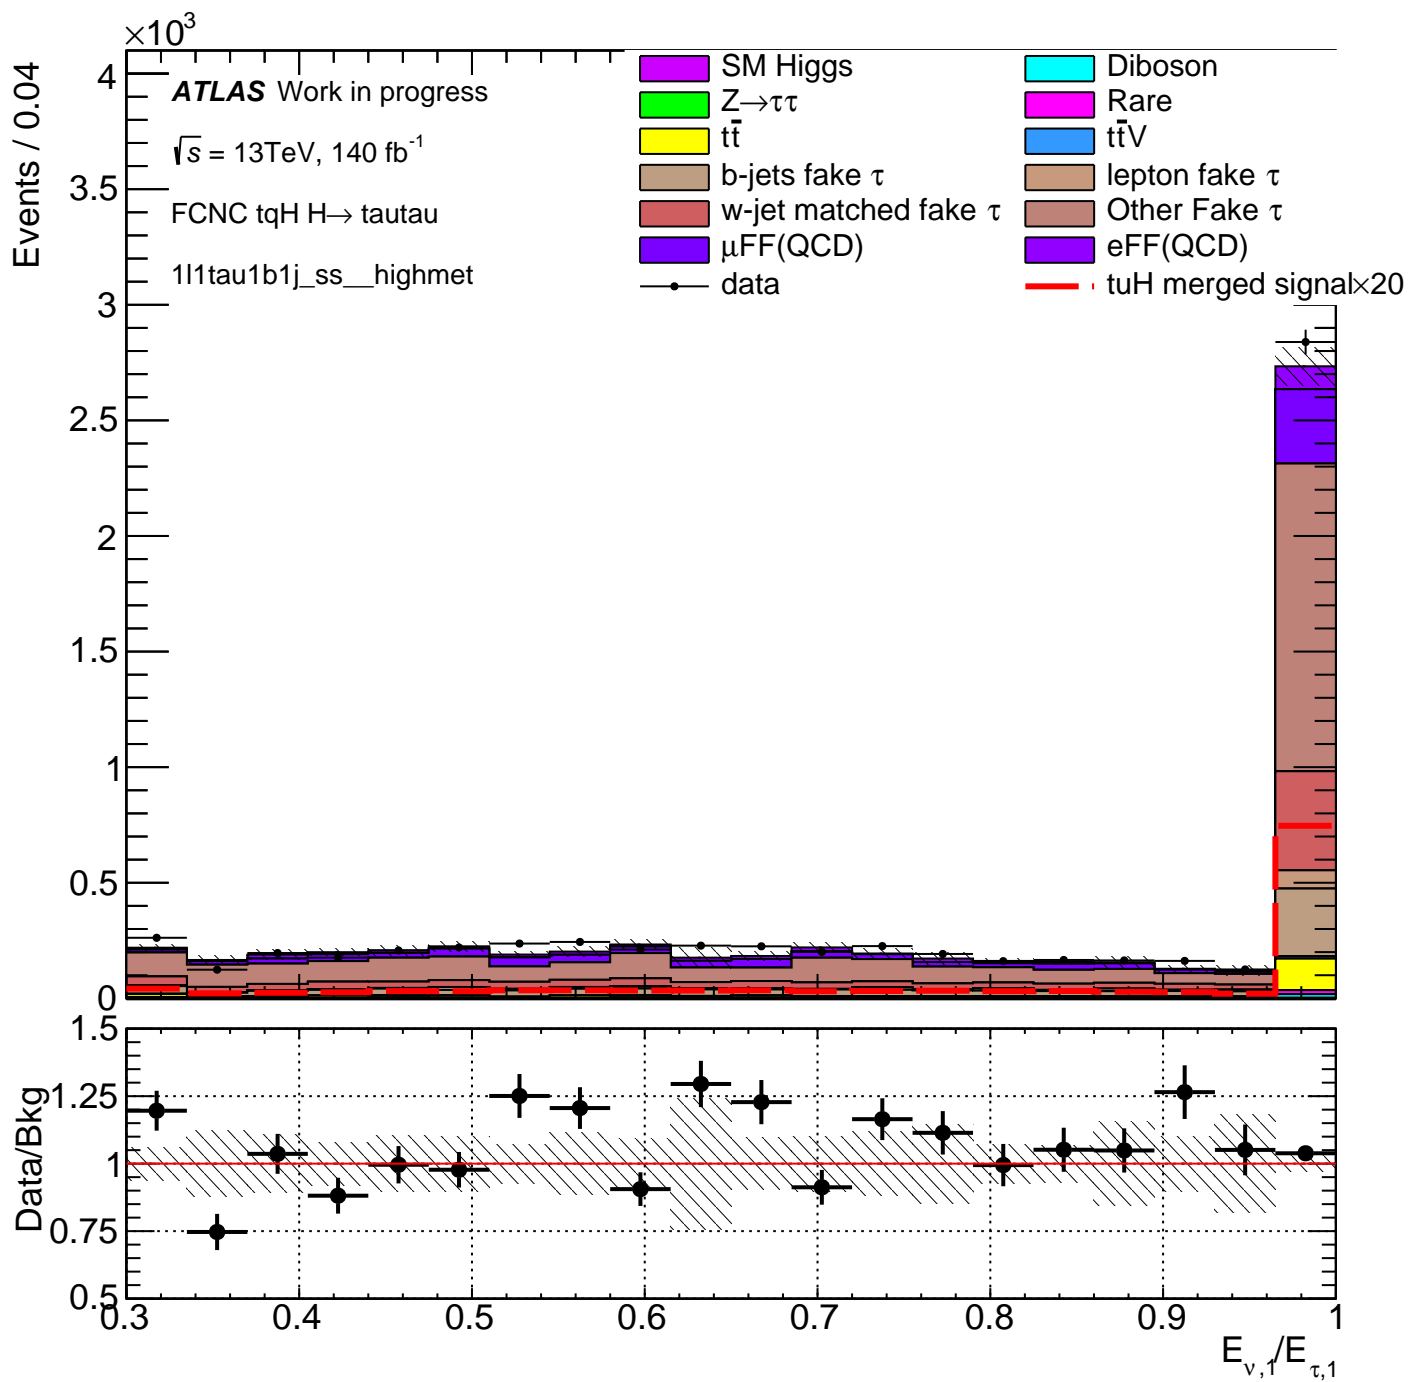 ×10³
Events / 0.04
4
3.5
3
2.5
2
1.5
1
0.5
0
ATLAS Work in progress
√s = 13TeV, 140 fb⁻¹
FCNC tqH H→ tautau
1l1tau1b1j_ss__highmet
SM Higgs
Z→ττ
tt̄
b-jets fake τ
w-jet matched fake τ
μFF(QCD)
data
Diboson
Rare
tt̄V
lepton fake τ
Other Fake τ
eFF(QCD)
tuH merged signal×20
Data/Bkg
1.5
1.25
1
0.75
0.5
0.3 0.4 0.5 0.6 0.7 0.8 0.9 1
E_ν,1/E_τ,1